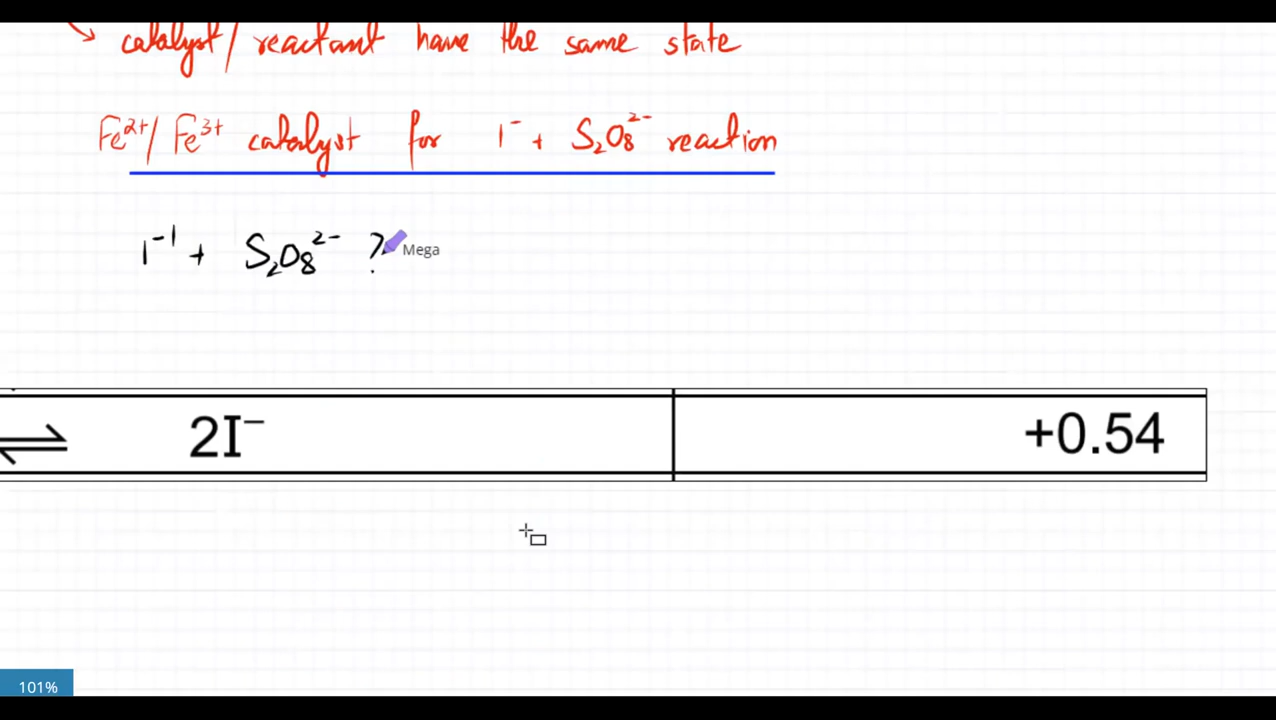 catalyst/reactant have the same state
Fe²⁺/Fe³⁺ catalyst for I⁻ + S₂O₈²⁻ reaction
I⁻¹ + S₂O₈²⁻ ? Mega
⇌ 2I⁻ +0.54
101%